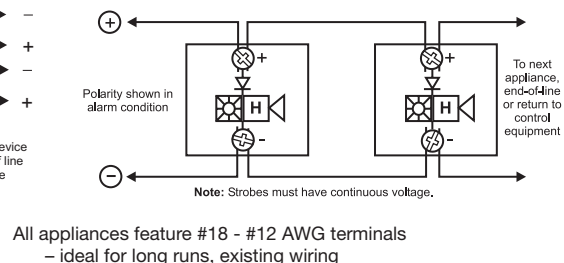 –
+
–
+
evice
f line
e
+
Polarity shown in
alarm condition
–
+
H
-
+
H
-
To next
appliance,
end-of-line
or return to
control
equipment
Note: Strobes must have continuous voltage.
All appliances feature #18 - #12 AWG terminals
– ideal for long runs, existing wiring